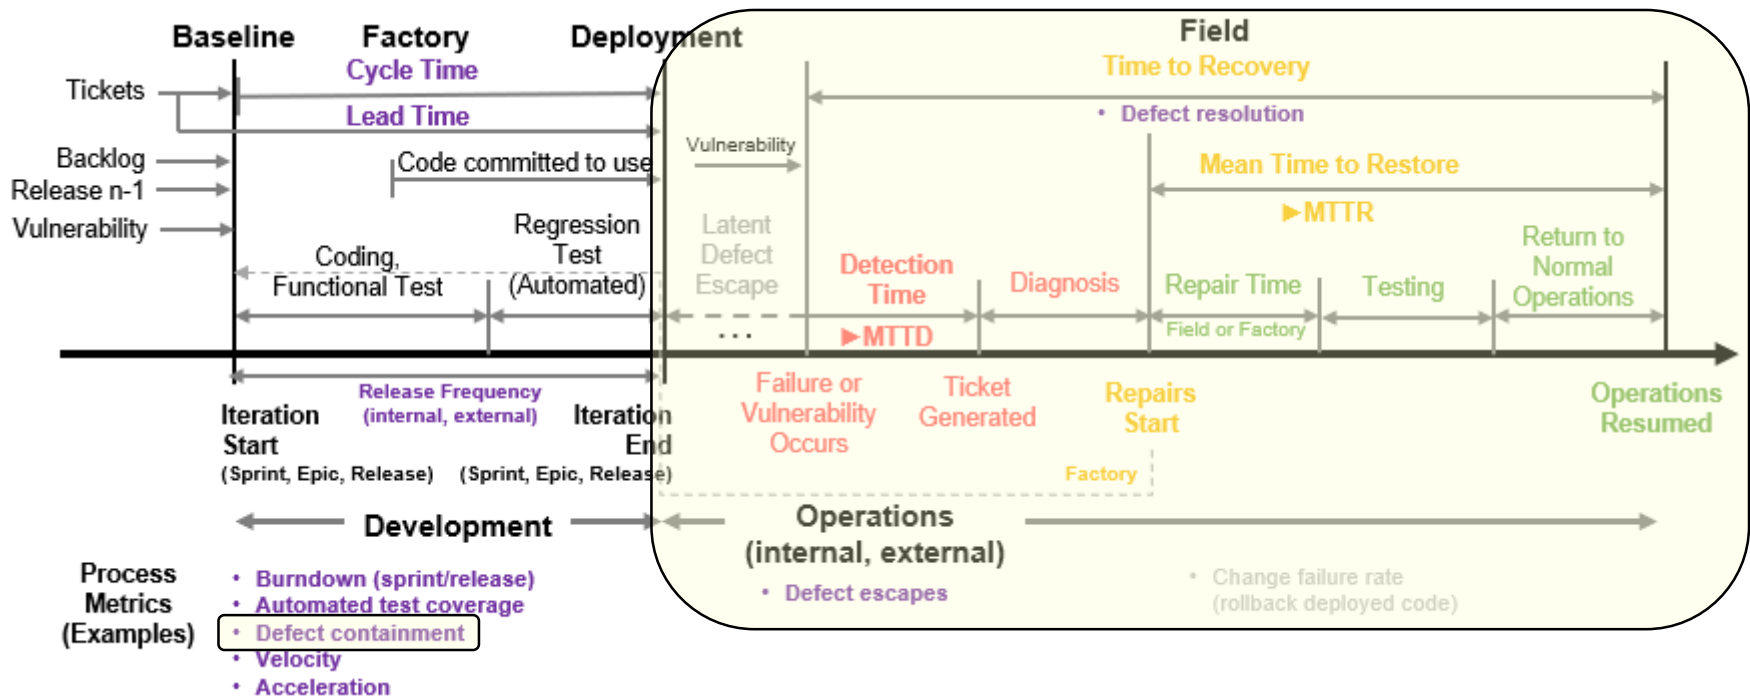 Baseline
Factory
Deployment
Field
Cycle Time
Time to Recovery
Tickets
Lead Time
• Defect resolution
Backlog
Code committed to use
Vulnerability
Mean Time to Restore
Release n-1
►MTTR
Vulnerability
Regression
Test
(Automated)
Latent
Defect
Escape
Coding,
Functional Test
Detection
Time
►MTTD
Diagnosis
Repair Time
Field or Factory
Testing
Return to
Normal
Operations
...
Release Frequency
(internal, external)
Iteration
Start
(Sprint, Epic, Release)
Iteration
End
(Sprint, Epic, Release)
Failure or
Vulnerability
Occurs
Ticket
Generated
Repairs
Start
Operations
Resumed
Factory
Development
Operations
(internal, external)
Process
Metrics
(Examples)
• Burndown (sprint/release)
• Automated test coverage
• Defect containment
• Velocity
• Acceleration
• Defect escapes
• Change failure rate
(rollback deployed code)